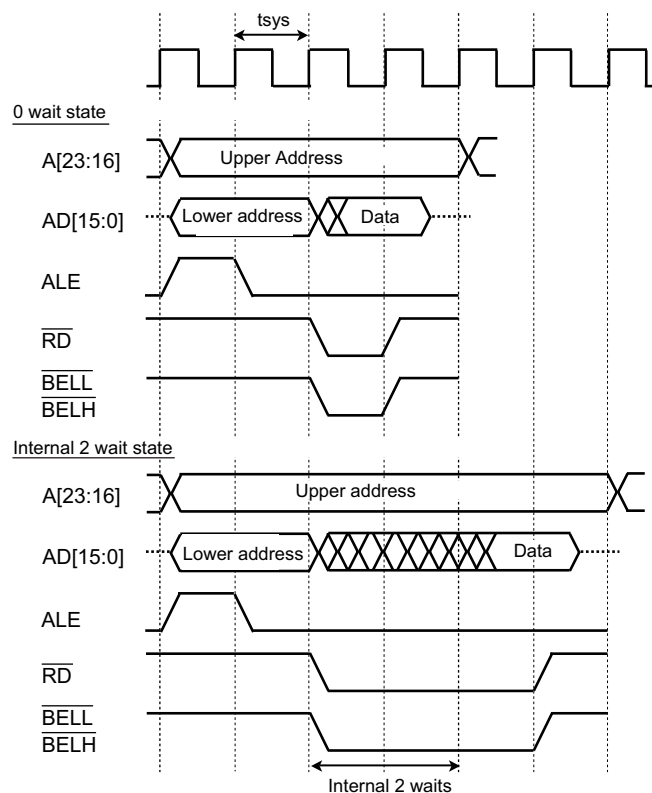 tsys
0 wait state
A[23:16]
Upper Address
AD[15:0]
Lower address
Data
ALE
RD
BELL
BELH
Internal 2 wait state
A[23:16]
Upper address
AD[15:0]
Lower address
Data
ALE
RD
BELL
BELH
Internal 2 waits